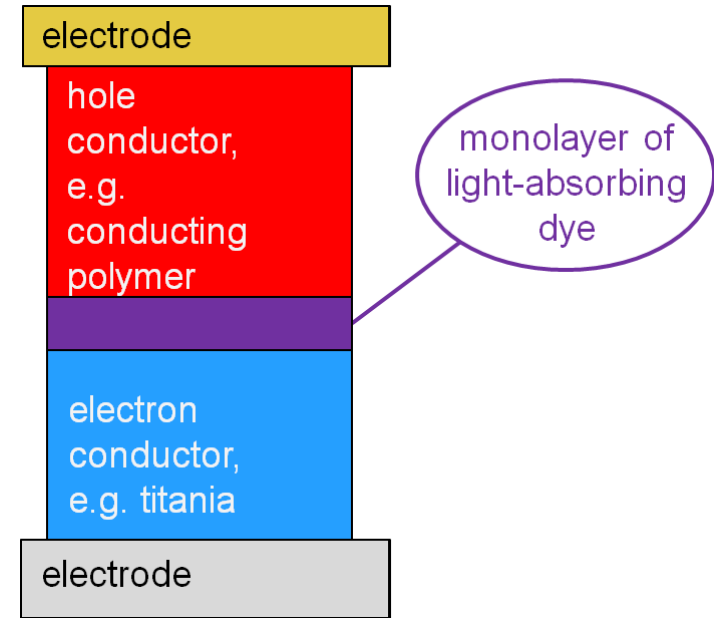 electrode
hole
conductor,
e.g.
conducting
polymer
monolayer of
light-absorbing
dye
electron
conductor,
e.g. titania
electrode